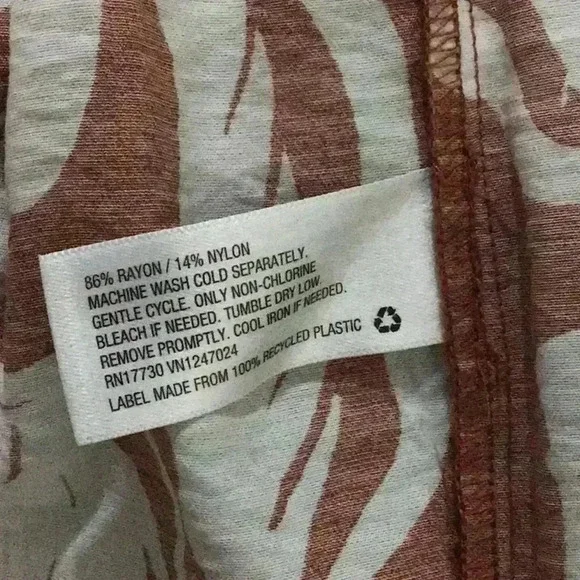 86% RAYON / 14% NYLON
MACHINE WASH COLD SEPARATELY.
GENTLE CYCLE. ONLY NON-CHLORINE
BLEACH IF NEEDED. TUMBLE DRY LOW.
REMOVE PROMPTLY. COOL IRON IF NEEDED.
RN17730 VN1247024
LABEL MADE FROM 100% RECYCLED PLASTIC